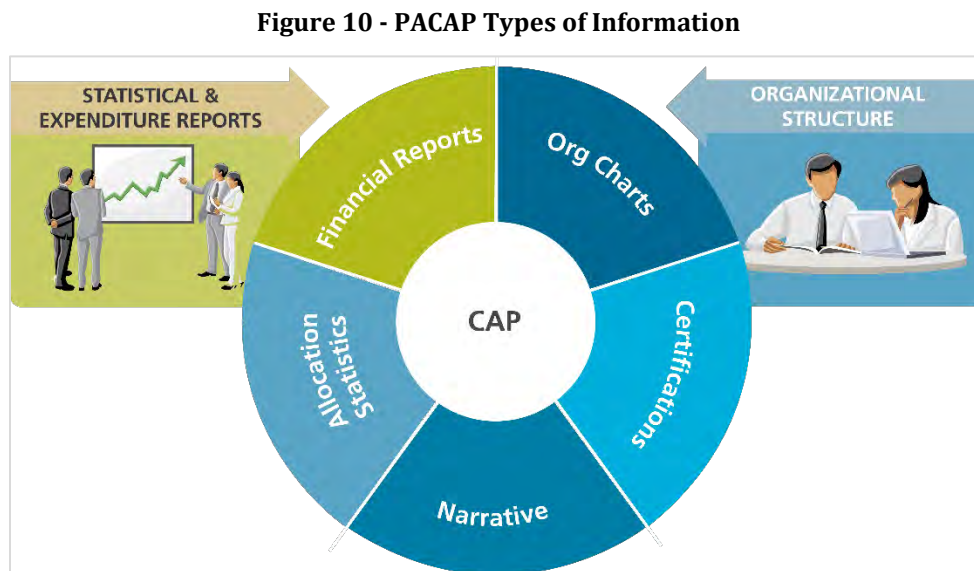 Figure 10 - PACAP Types of Information
STATISTICAL &
EXPENDITURE REPORTS
ORGANIZATIONAL
STRUCTURE
Financial Reports
Org Charts
Allocation
Statistics
CAP
Certifications
Narrative